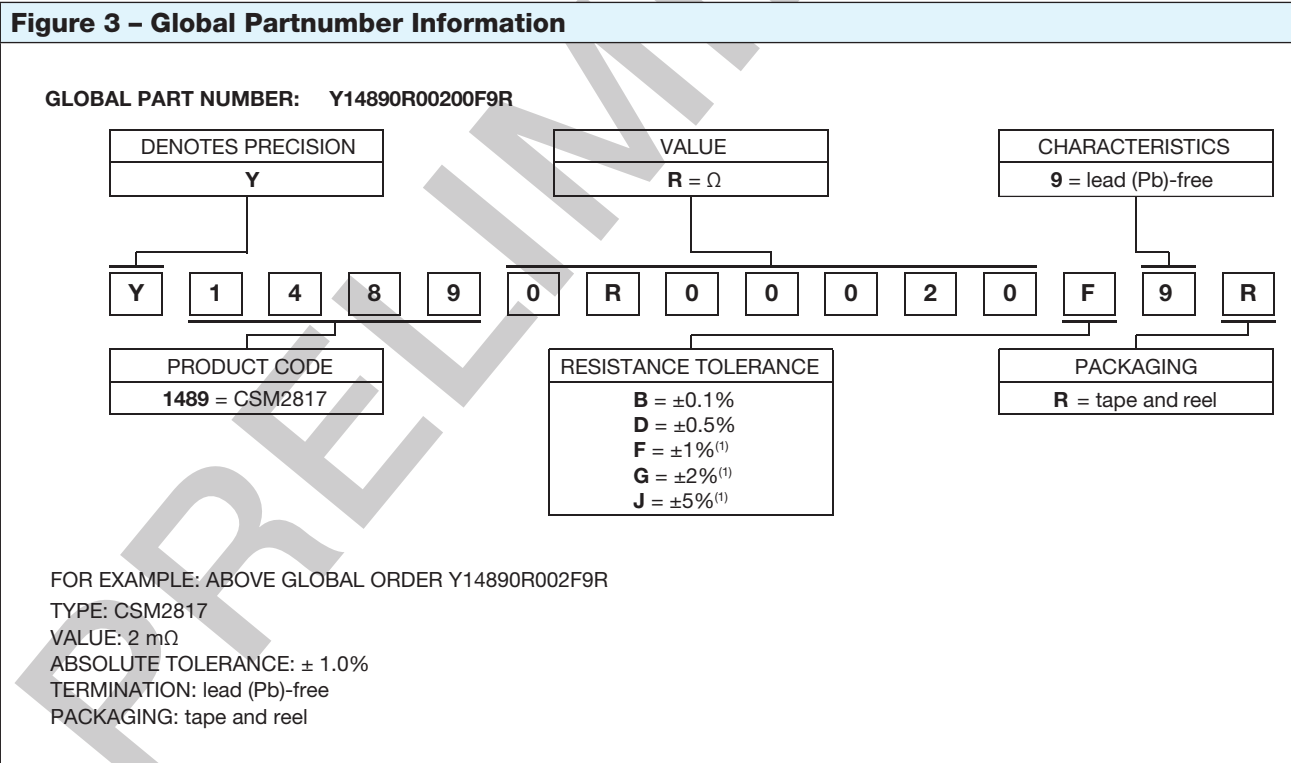 Figure 3 – Global Partnumber Information
GLOBAL PART NUMBER: Y14890R00200F9R
DENOTES PRECISION
Y
VALUE
R = Ω
CHARACTERISTICS
9 = lead (Pb)-free
Y 1 4 8 9 0 R 0 0 0 2 0 F 9 R
PRODUCT CODE
1489 = CSM2817
RESISTANCE TOLERANCE
B = ±0.1%
D = ±0.5%
F = ±1%(1)
G = ±2%(1)
J = ±5%(1)
PACKAGING
R = tape and reel
FOR EXAMPLE: ABOVE GLOBAL ORDER Y14890R002F9R
TYPE: CSM2817
VALUE: 2 mΩ
ABSOLUTE TOLERANCE: ± 1.0%
TERMINATION: lead (Pb)-free
PACKAGING: tape and reel
PRELIM